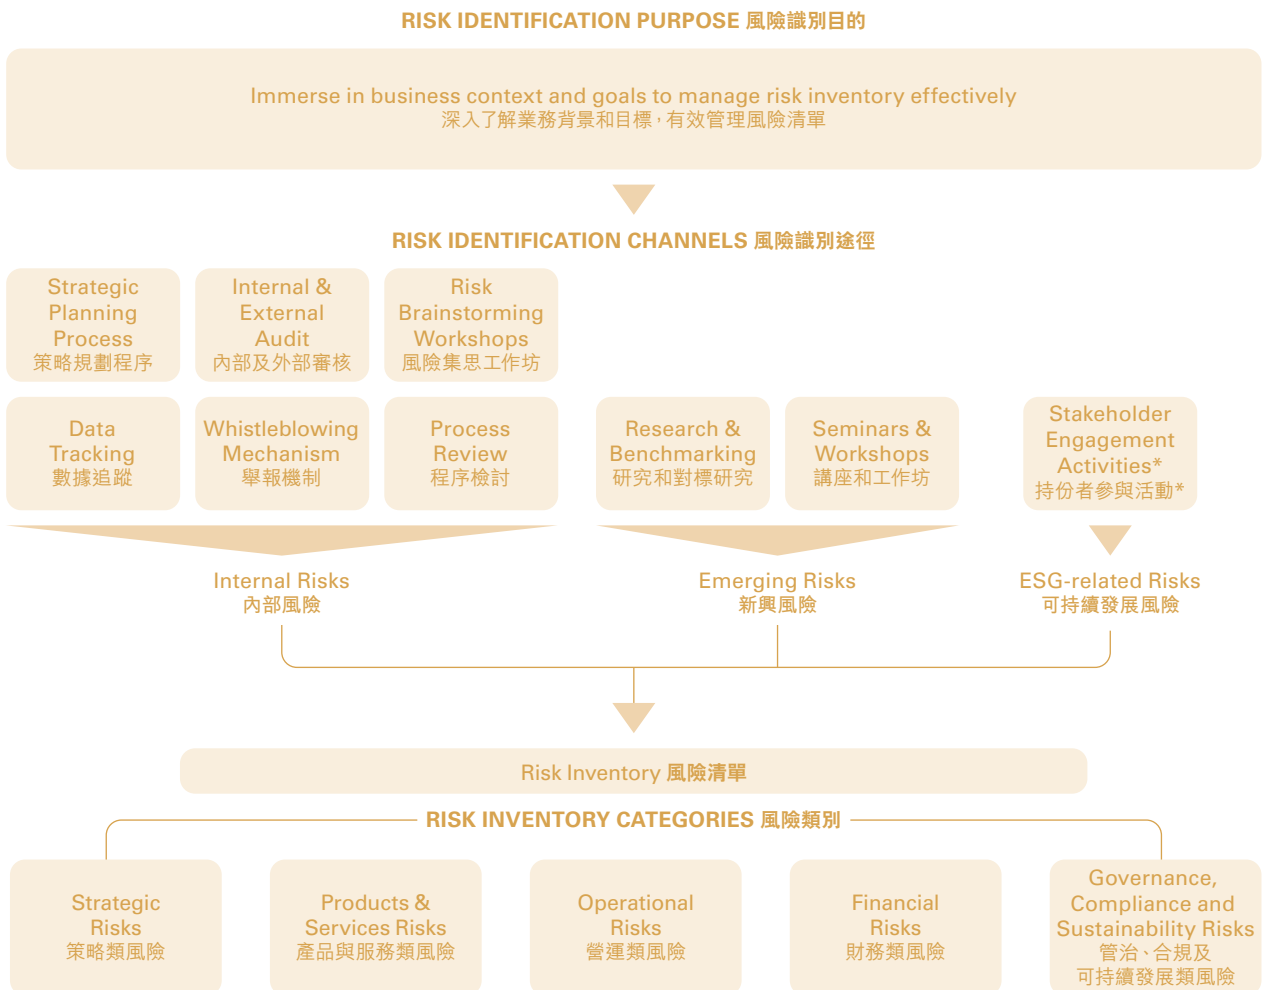 RISK IDENTIFICATION PURPOSE 風險識別目的
Immerse in business context and goals to manage risk inventory effectively
深入了解業務背景和目標，有效管理風險清單
RISK IDENTIFICATION CHANNELS 風險識別途徑
Strategic
Planning
Process
策略規劃程序
Internal &
External
Audit
內部及外部審核
Risk
Brainstorming
Workshops
風險集思工作坊
Data
Tracking
數據追蹤
Whistleblowing
Mechanism
舉報機制
Process
Review
程序檢討
Research &
Benchmarking
研究和對標研究
Seminars &
Workshops
講座和工作坊
Stakeholder
Engagement
Activities*
持份者參與活動*
Internal Risks
內部風險
Emerging Risks
新興風險
ESG-related Risks
可持續發展風險
Risk Inventory 風險清單
RISK INVENTORY CATEGORIES 風險類別
Strategic
Risks
策略類風險
Products &
Services Risks
產品與服務類風險
Operational
Risks
營運類風險
Financial
Risks
財務類風險
Governance,
Compliance and
Sustainability Risks
管治、合規及
可持續發展類風險